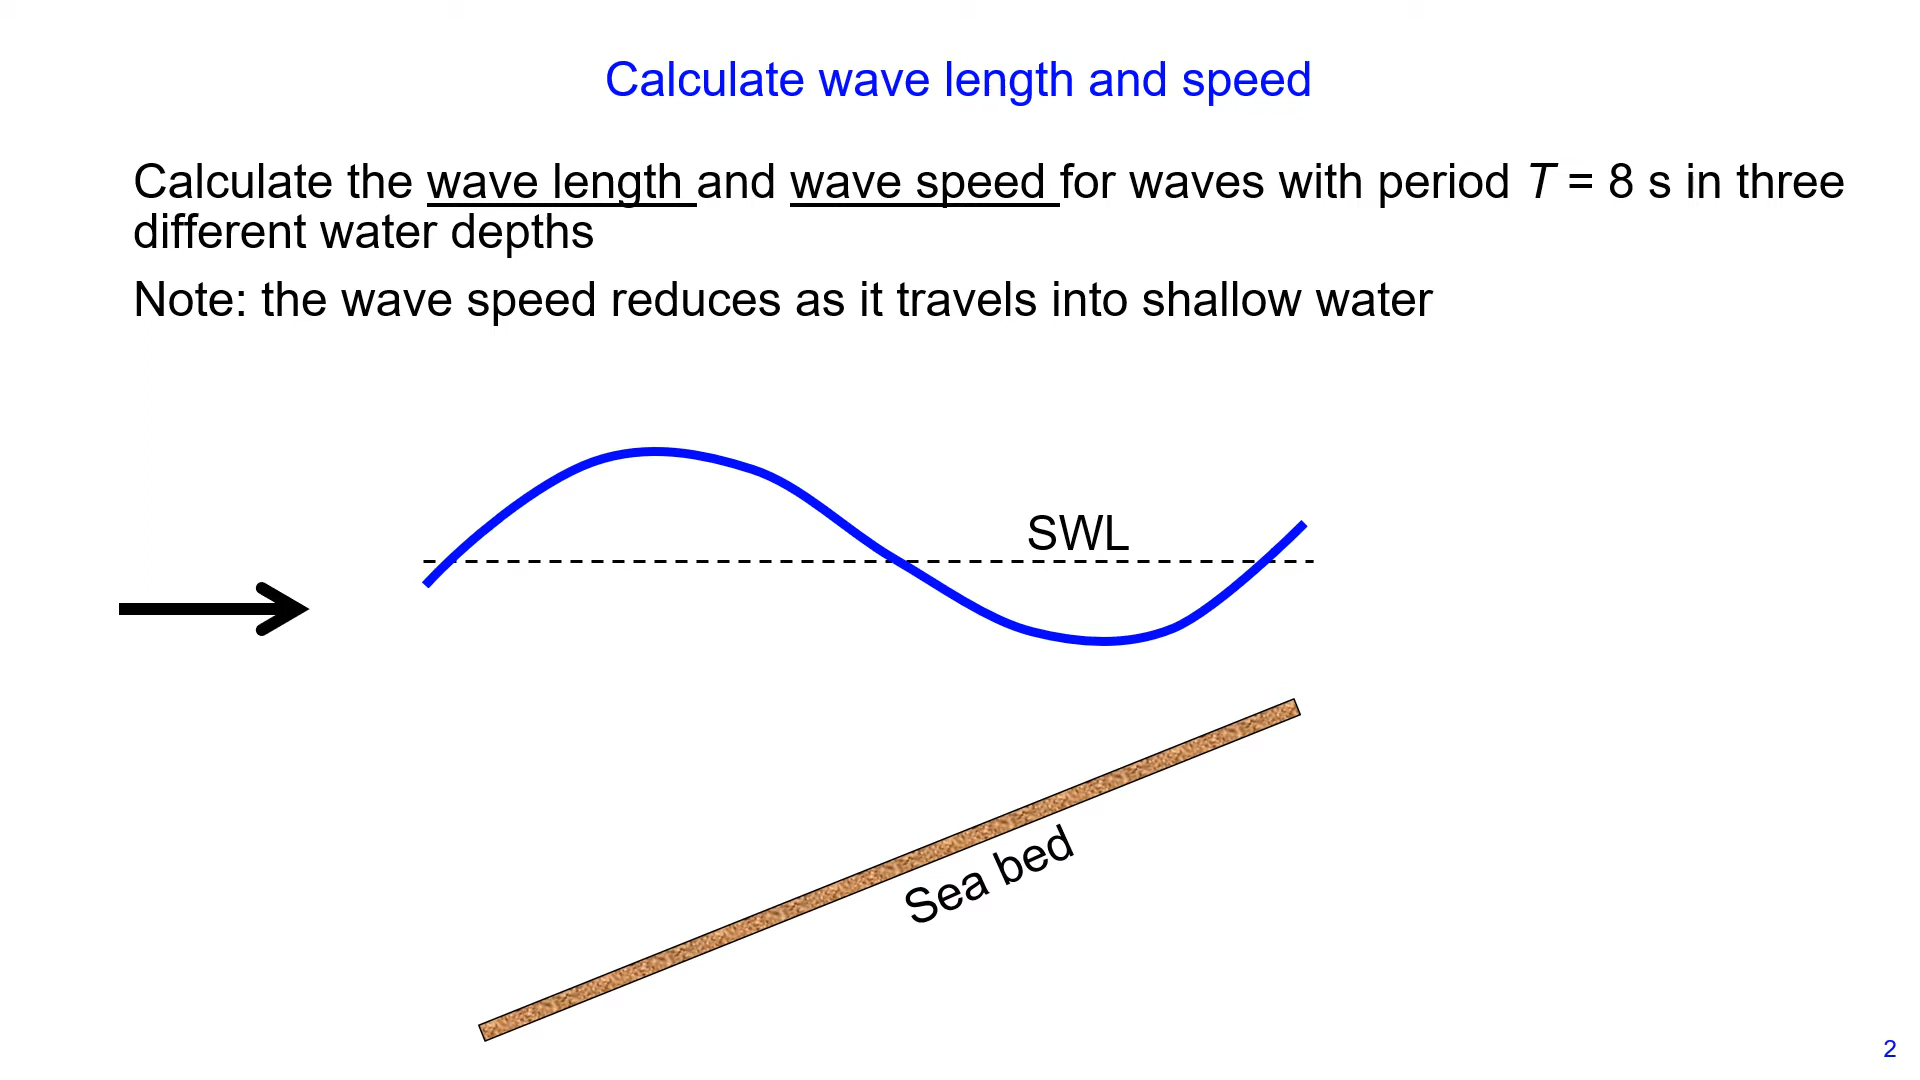 Calculate wave length and speed
Calculate the wave length and wave speed for waves with period T = 8 s in three
different water depths
Note: the wave speed reduces as it travels into shallow water
SWL
Sea bed
2